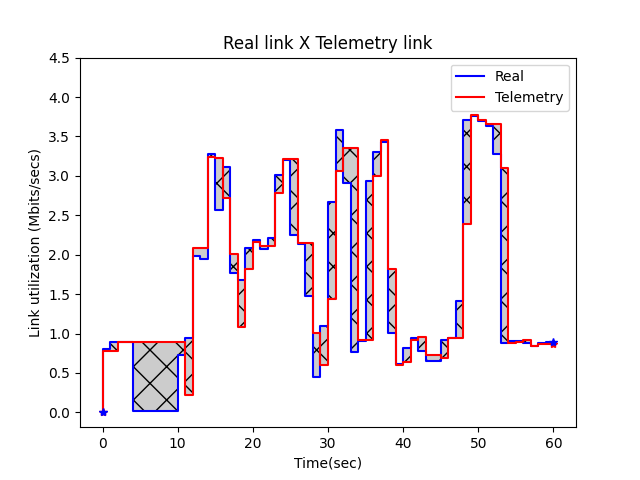 Real link X Telemetry link
Real
Telemetry
Link utilization (Mbits/secs)
4.5
4.0
3.5
3.0
2.5
2.0
1.5
1.0
0.5
0.0
0 10 20 30 40 50 60
Time(sec)